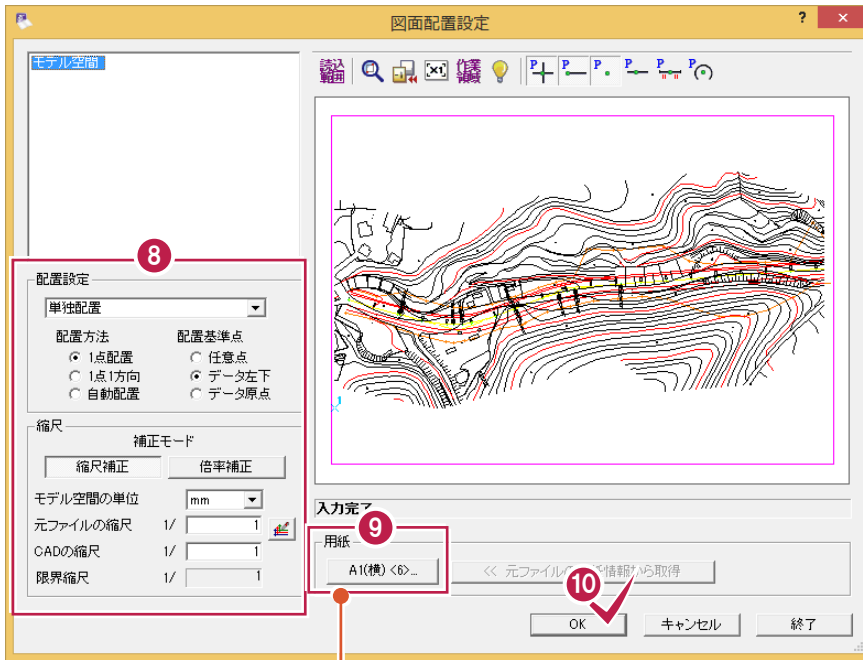 図面配置設定
?
×
モデル空間
読込範囲
×1
作業領域
P
P
P
P
P
P
1
8
配置設定
単独配置
配置方法
配置基準点
1点配置
任意点
1点1方向
データ左下
自動配置
データ原点
縮尺
補正モード
縮尺補正
倍率補正
モデル空間の単位
mm
元ファイルの縮尺 1/ 1
CADの縮尺 1/ 1
限界縮尺 1/ 1
入力完了
9
用紙
A1(横) <6>...
<< 元ファイルの
情報から取得
10
OK
キャンセル
終了